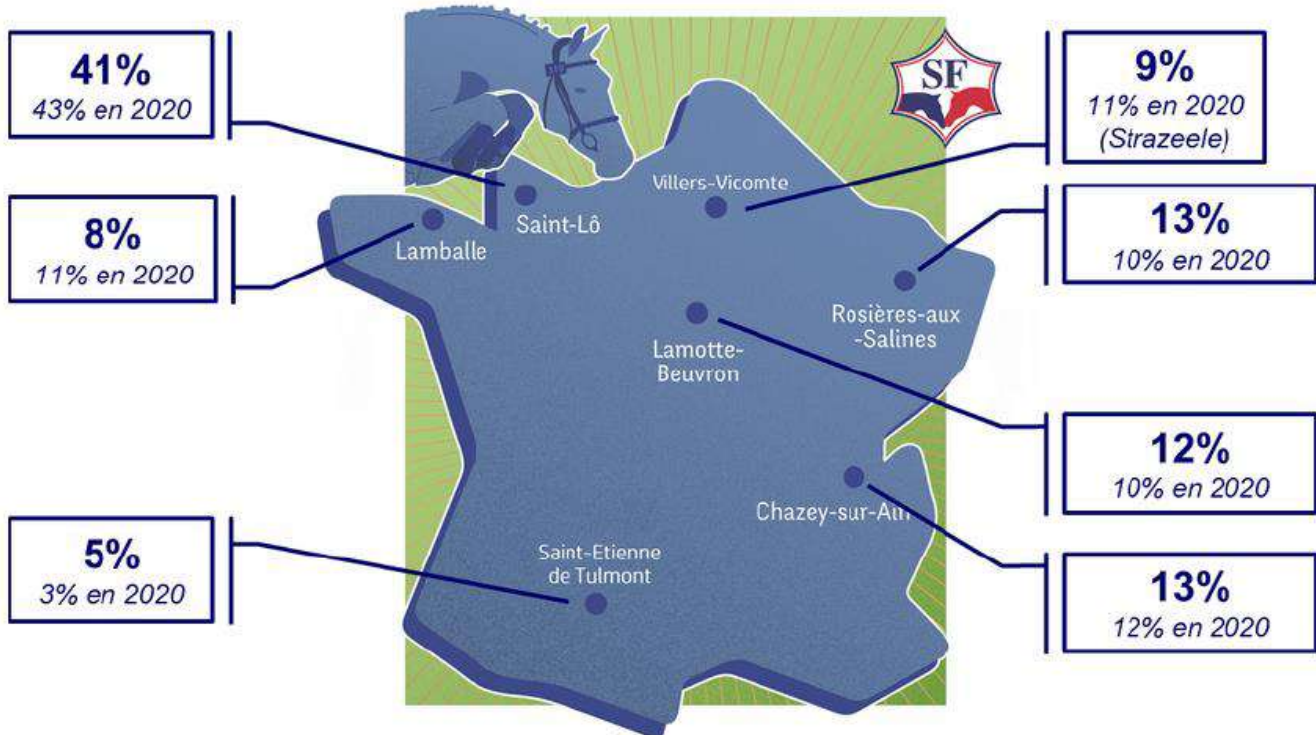 41%
43% en 2020
8%
11% en 2020
5%
3% en 2020
SF
Villers-Vicomte
Saint-Lô
Lamballe
Rosières-aux
-Salines
Lamotte-
Beuvron
Chazey-sur-Ain
Saint-Etienne
de Tulmont
9%
11% en 2020
(Strazeele)
13%
10% en 2020
12%
10% en 2020
13%
12% en 2020